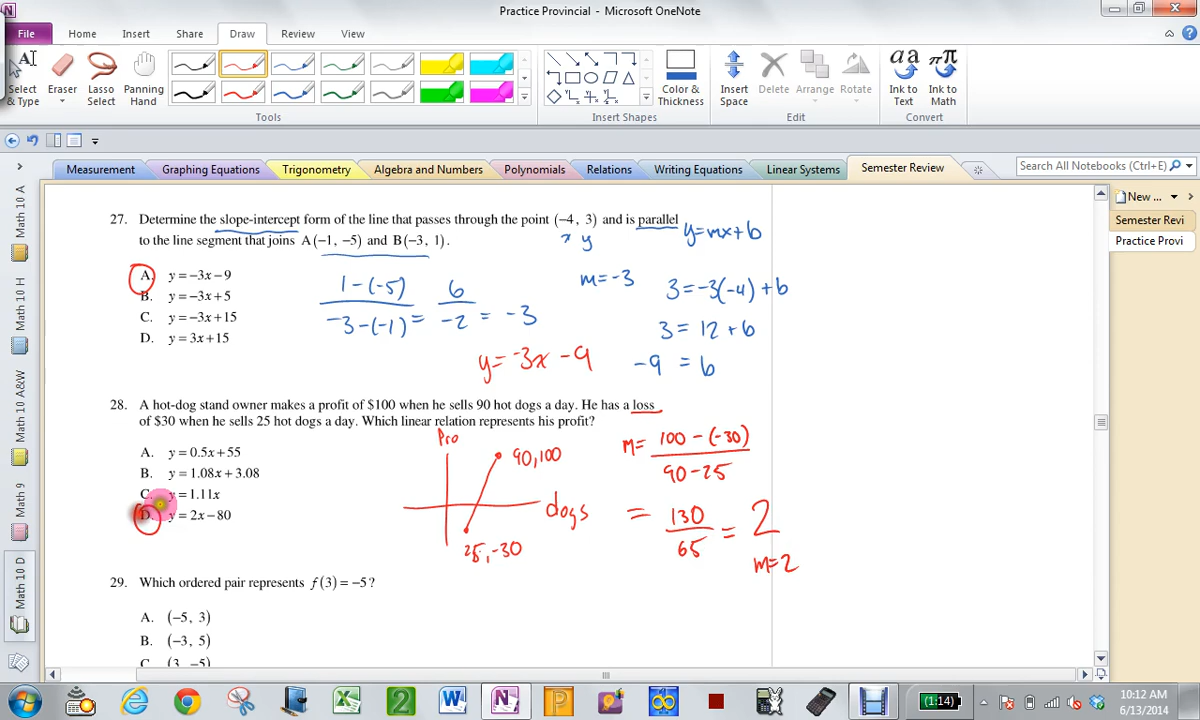 Practice Provincial - Microsoft OneNote
File Home Insert Share Draw Review View
Select & Type
Eraser
Lasso Select
Panning Hand
Color & Thickness
Insert Space
Delete
Arrange
Rotate
Ink to Text
Ink to Math
Tools
Insert Shapes
Edit
Convert
Measurement Graphing Equations Trigonometry Algebra and Numbers Polynomials Relations Writing Equations Linear Systems Semester Review
Search All Notebooks (Ctrl+E)
New ...
Semester Revi
Practice Provi
Math 10 A
Math 10 H
Math 10 A&W
Math 9
Math 10 D
27. Determine the slope-intercept form of the line that passes through the point (−4, 3) and is parallel
to the line segment that joins A(−1, −5) and B(−3, 1).
x y
y=mx+b
A. y = −3x − 9
B. y = −3x + 5
C. y = −3x + 15
D. y = 3x + 15
1-(-5)
-3-(-1) = 6
-2 = -3
m=-3
3=-3(-4)+b
3 = 12 + b
-9 = b
y=-3x-9
28. A hot-dog stand owner makes a profit of $100 when he sells 90 hot dogs a day. He has a loss
of $30 when he sells 25 hot dogs a day. Which linear relation represents his profit?
A. y = 0.5x + 55
B. y = 1.08x + 3.08
C. y = 1.11x
D. y = 2x − 80
Pro
90,100
dogs
25,-30
m= 100-(-30)
90-25
= 130
65 = 2
m=2
29. Which ordered pair represents f(3) = −5?
A. (−5, 3)
B. (−3, 5)
C. (3, −5)
(1:14)
10:12 AM
6/13/2014